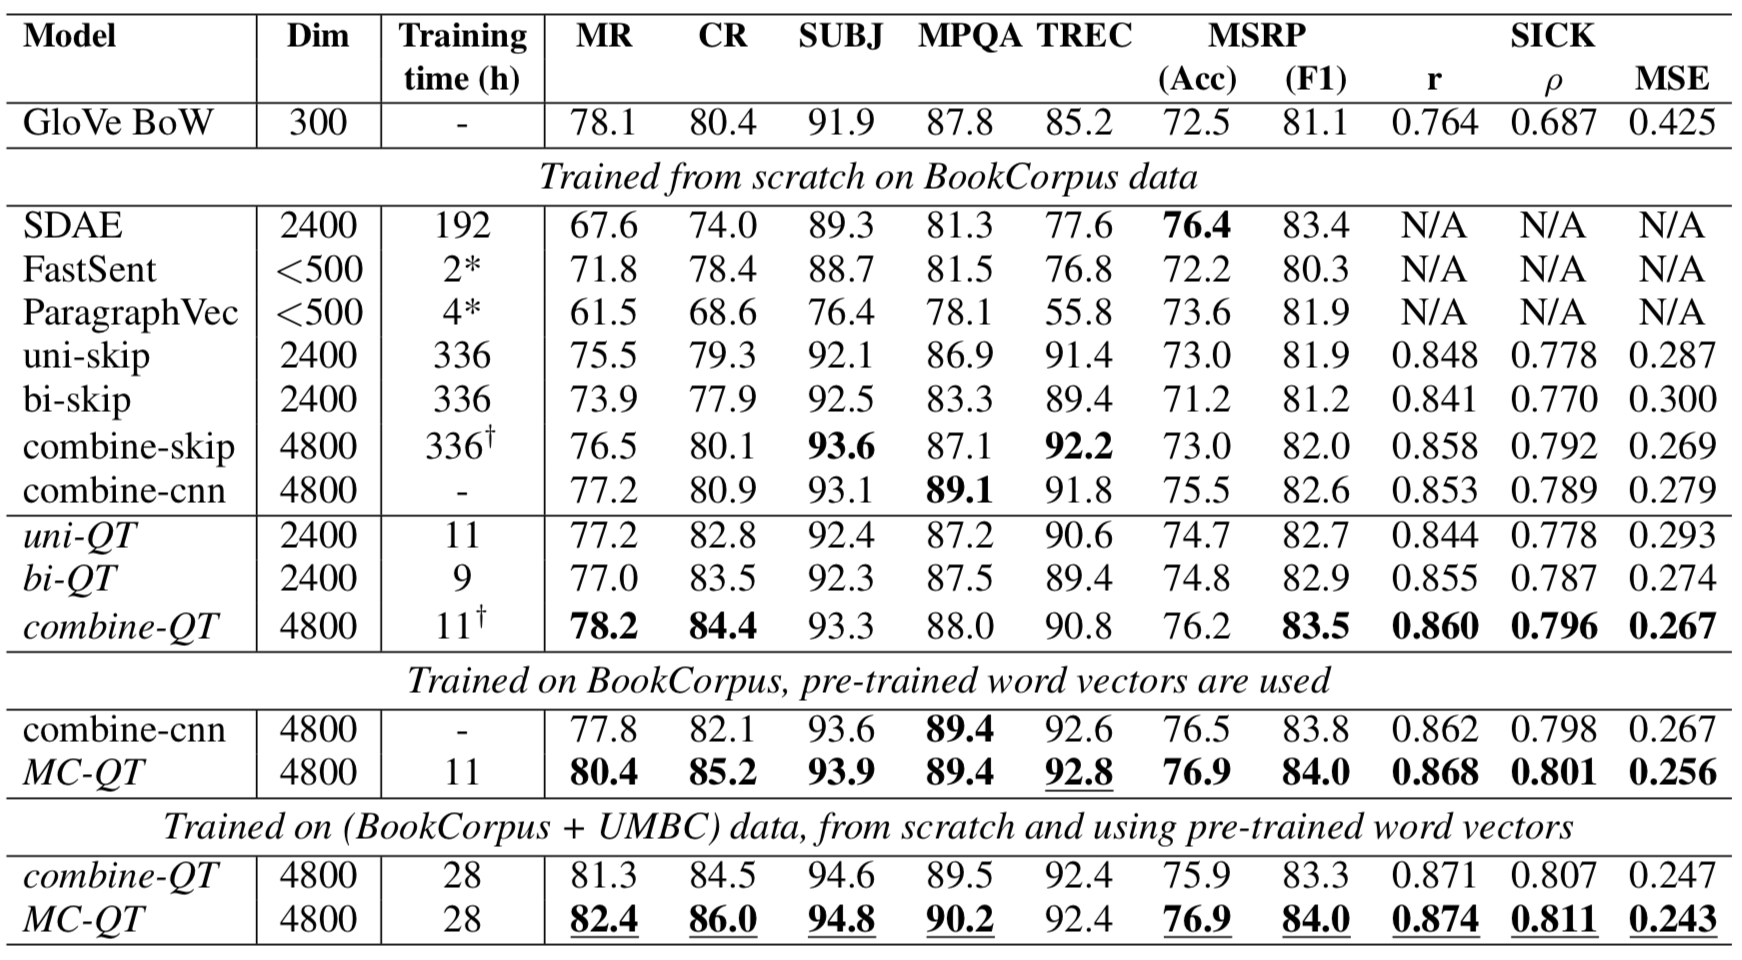 Model Dim Training MR CR SUBJ MPQA TREC MSRP SICK
time (h) (Acc) (F1) r ρ MSE
GloVe BoW 300 - 78.1 80.4 91.9 87.8 85.2 72.5 81.1 0.764 0.687 0.425
Trained from scratch on BookCorpus data
SDAE 2400 192 67.6 74.0 89.3 81.3 77.6 76.4 83.4 N/A N/A N/A
FastSent <500 2* 71.8 78.4 88.7 81.5 76.8 72.2 80.3 N/A N/A N/A
ParagraphVec <500 4* 61.5 68.6 76.4 78.1 55.8 73.6 81.9 N/A N/A N/A
uni-skip 2400 336 75.5 79.3 92.1 86.9 91.4 73.0 81.9 0.848 0.778 0.287
bi-skip 2400 336 73.9 77.9 92.5 83.3 89.4 71.2 81.2 0.841 0.770 0.300
combine-skip 4800 336† 76.5 80.1 93.6 87.1 92.2 73.0 82.0 0.858 0.792 0.269
combine-cnn 4800 - 77.2 80.9 93.1 89.1 91.8 75.5 82.6 0.853 0.789 0.279
uni-QT 2400 11 77.2 82.8 92.4 87.2 90.6 74.7 82.7 0.844 0.778 0.293
bi-QT 2400 9 77.0 83.5 92.3 87.5 89.4 74.8 82.9 0.855 0.787 0.274
combine-QT 4800 11† 78.2 84.4 93.3 88.0 90.8 76.2 83.5 0.860 0.796 0.267
Trained on BookCorpus, pre-trained word vectors are used
combine-cnn 4800 - 77.8 82.1 93.6 89.4 92.6 76.5 83.8 0.862 0.798 0.267
MC-QT 4800 11 80.4 85.2 93.9 89.4 92.8 76.9 84.0 0.868 0.801 0.256
Trained on (BookCorpus + UMBC) data, from scratch and using pre-trained word vectors
combine-QT 4800 28 81.3 84.5 94.6 89.5 92.4 75.9 83.3 0.871 0.807 0.247
MC-QT 4800 28 82.4 86.0 94.8 90.2 92.4 76.9 84.0 0.874 0.811 0.243